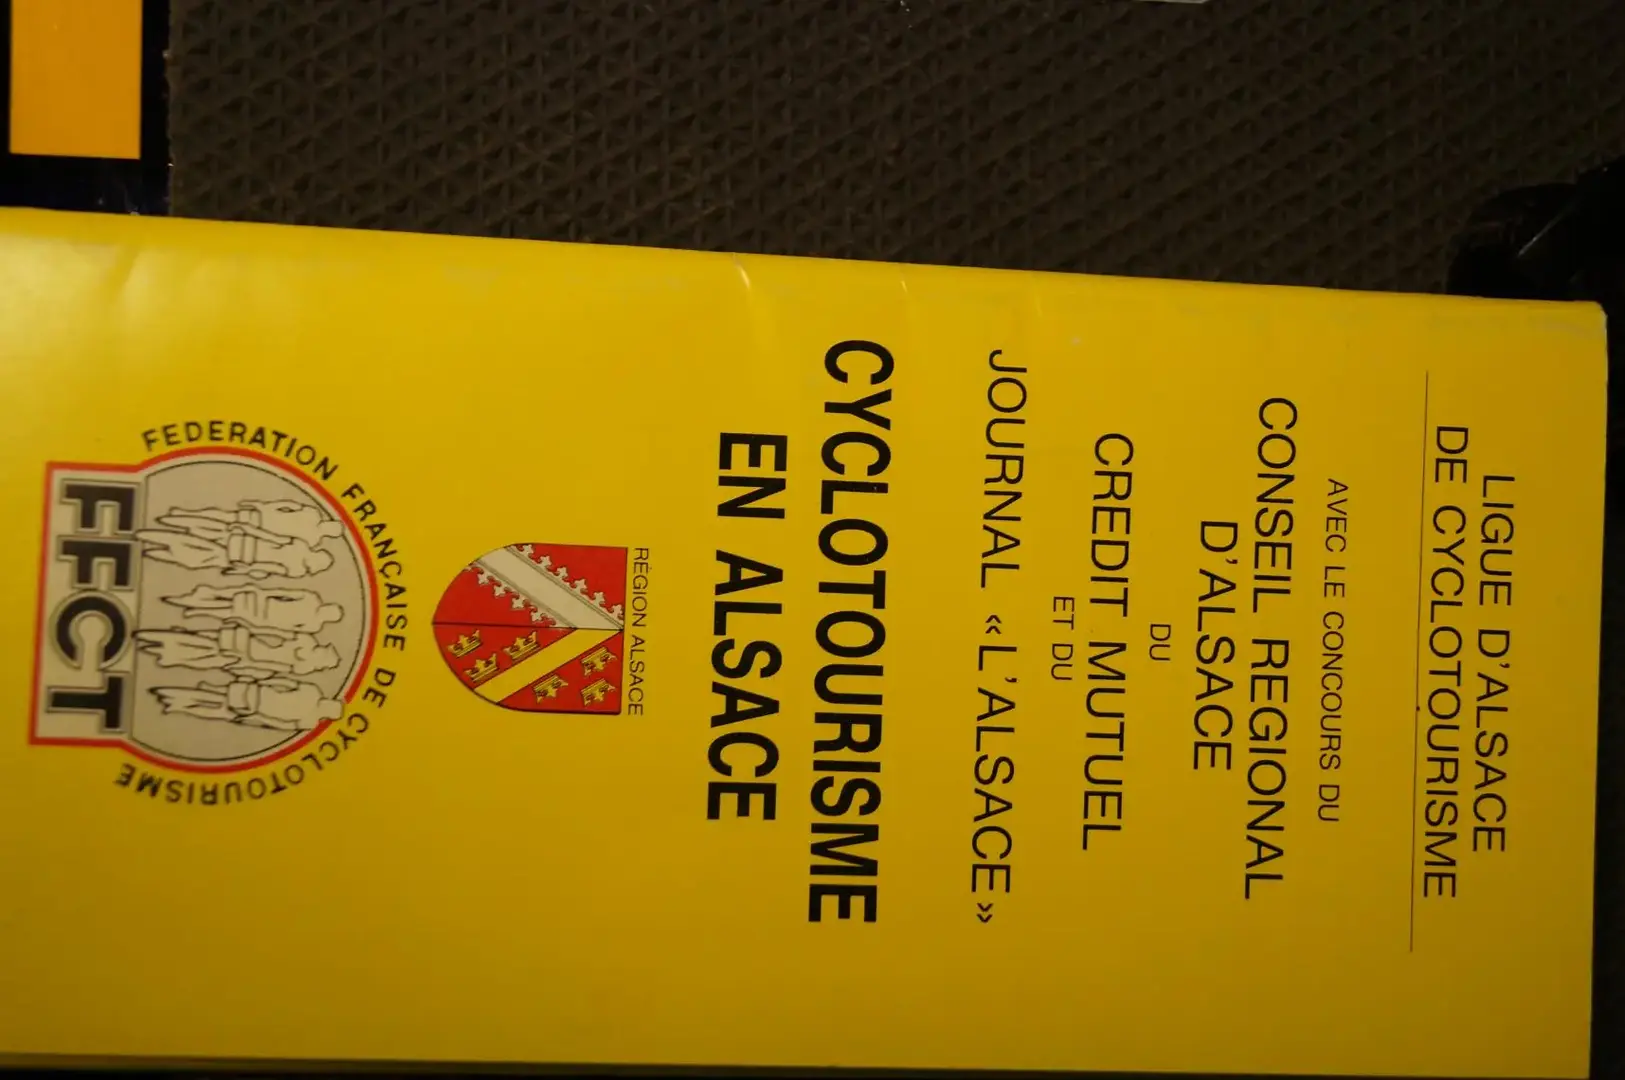 LIGUE D'ALSACE
DE CYCLOTOURISME
AVEC LE CONCOURS DU
CONSEIL REGIONAL
D'ALSACE
DU
CREDIT MUTUEL
ET DU
JOURNAL «L'ALSACE»
CYCLOTOURISME
EN ALSACE
RÉGION ALSACE
FEDERATION FRANÇAISE DE CYCLOTOURISME
FFCT